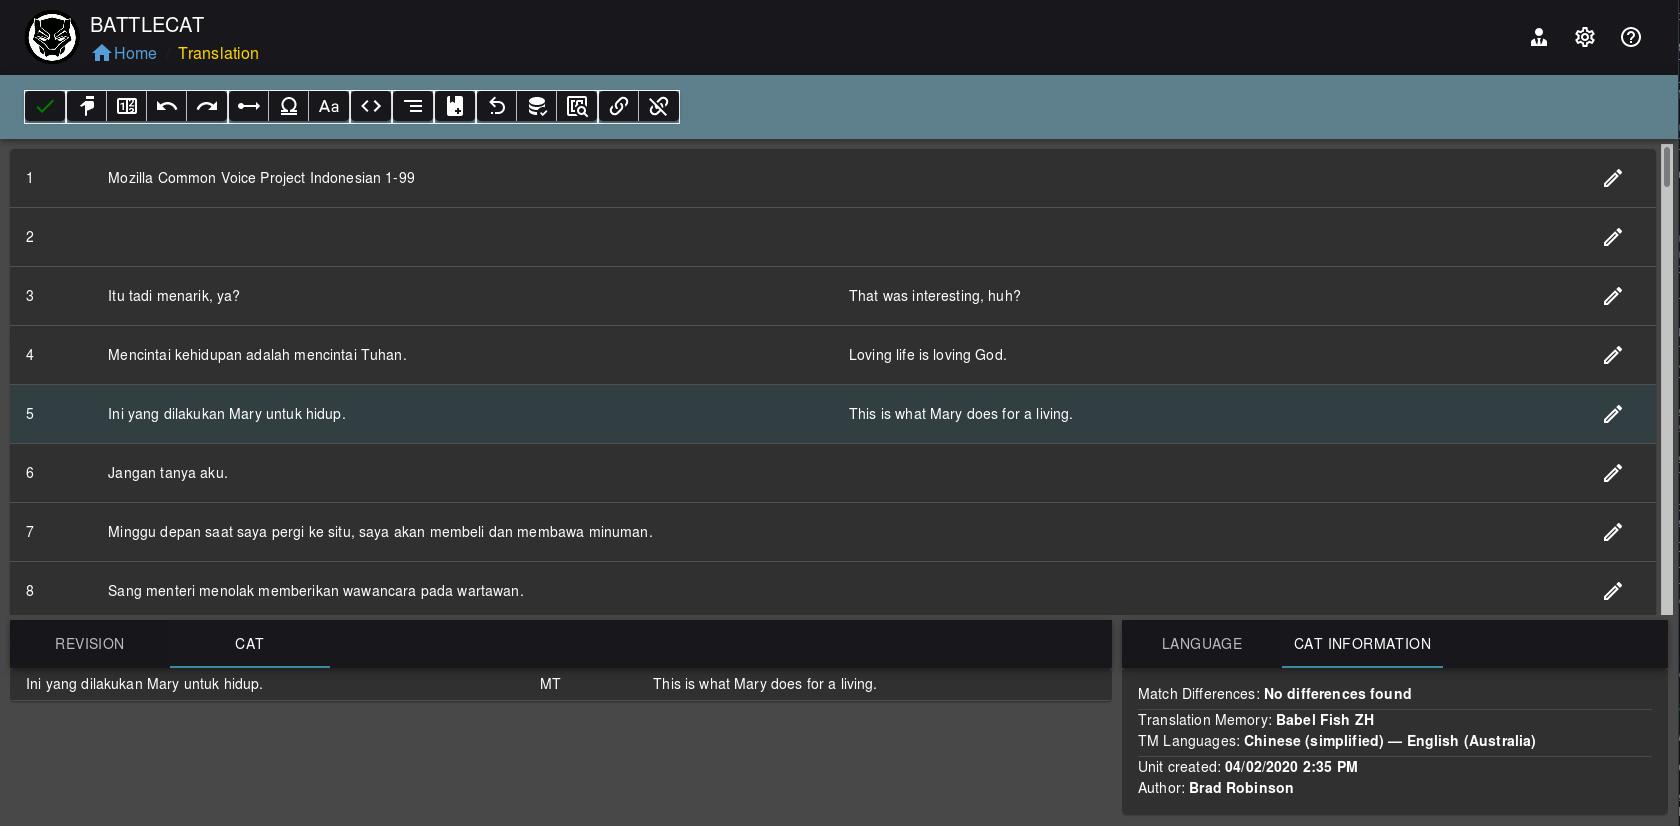 BATTLECAT
Home / Translation
Aa
1 Mozilla Common Voice Project Indonesian 1-99
2
3 Itu tadi menarik, ya? That was interesting, huh?
4 Mencintai kehidupan adalah mencintai Tuhan. Loving life is loving God.
5 Ini yang dilakukan Mary untuk hidup. This is what Mary does for a living.
6 Jangan tanya aku.
7 Minggu depan saat saya pergi ke situ, saya akan membeli dan membawa minuman.
8 Sang menteri menolak memberikan wawancara pada wartawan.
REVISION CAT
Ini yang dilakukan Mary untuk hidup. MT This is what Mary does for a living.
LANGUAGE CAT INFORMATION
Match Differences: No differences found
Translation Memory: Babel Fish ZH
TM Languages: Chinese (simplified) — English (Australia)
Unit created: 04/02/2020 2:35 PM
Author: Brad Robinson